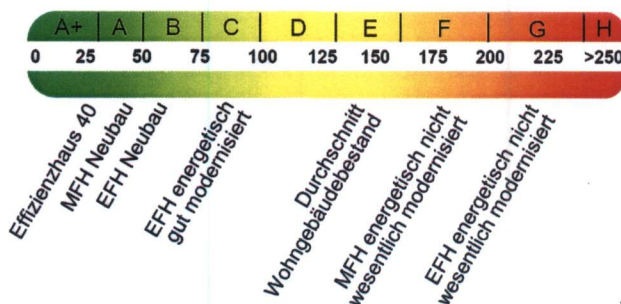 A+ A B C D E F G H
0 25 50 75 100 125 150 175 200 225 >250
Effizienzhaus 40
MFH Neubau
EFH Neubau
EFH energetisch
gut modernisiert
Durchschnitt
Wohngebäudebestand
MFH energetisch nicht
wesentlich modernisiert
EFH energetisch nicht
wesentlich modernisiert